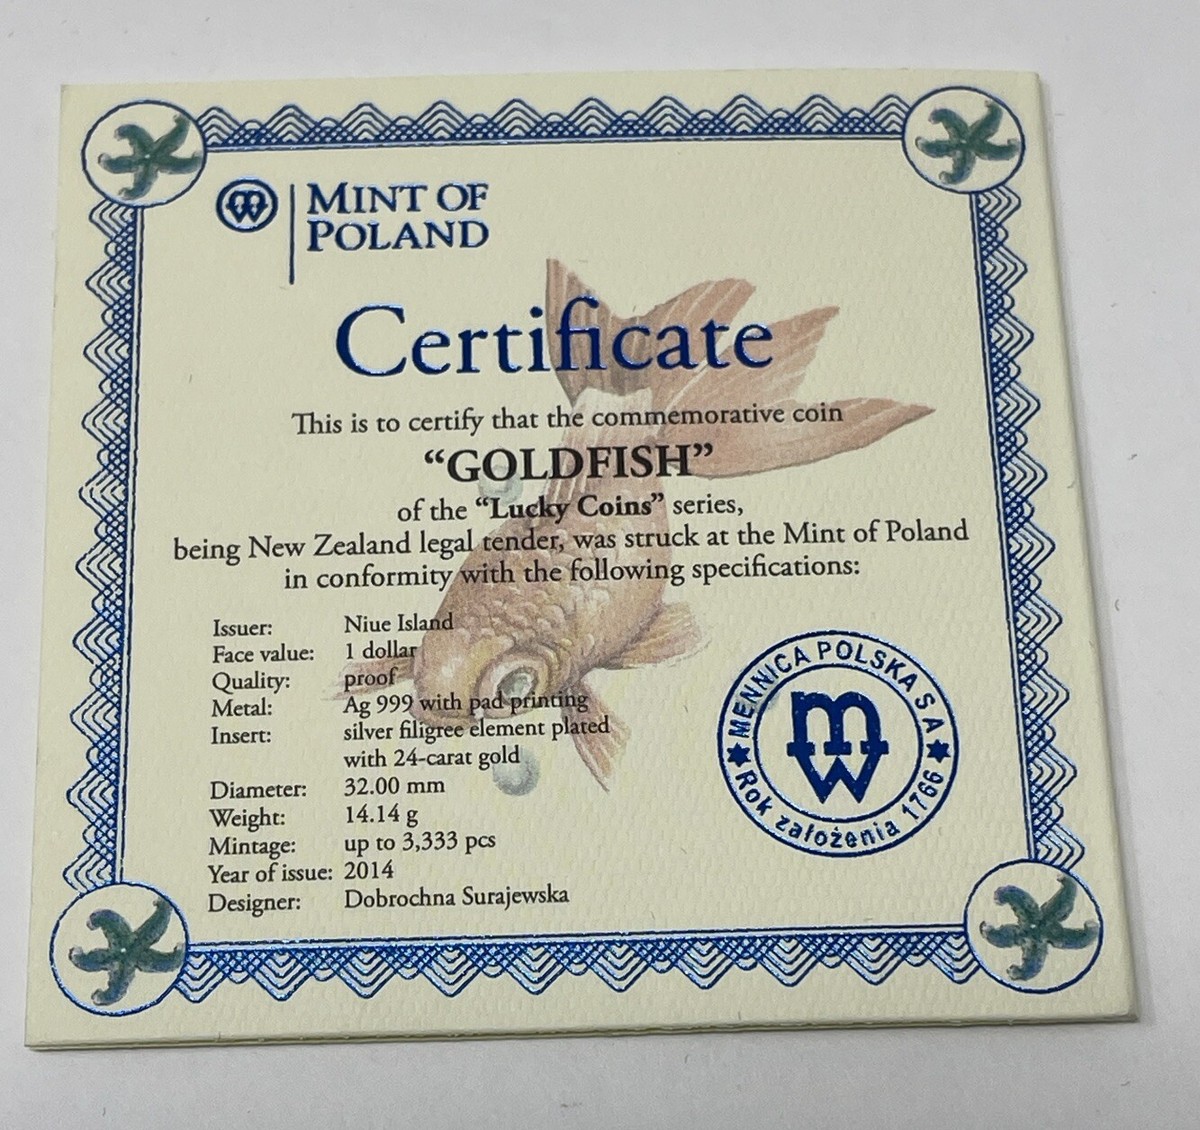 MINT OF
POLAND
Certificate
This is to certify that the commemorative coin
“GOLDFISH”
of the “Lucky Coins” series,
being New Zealand legal tender, was struck at the Mint of Poland
in conformity with the following specifications:
Issuer: Niue Island
Face value: 1 dollar
Quality: proof
Metal: Ag 999 with pad printing
Insert: silver filigree element plated
with 24-carat gold
Diameter: 32.00 mm
Weight: 14.14 g
Mintage: up to 3,333 pcs
Year of issue: 2014
Designer: Dobrochna Surajewska
MENNICA POLSKA S A
mw
Rok założenia 1766